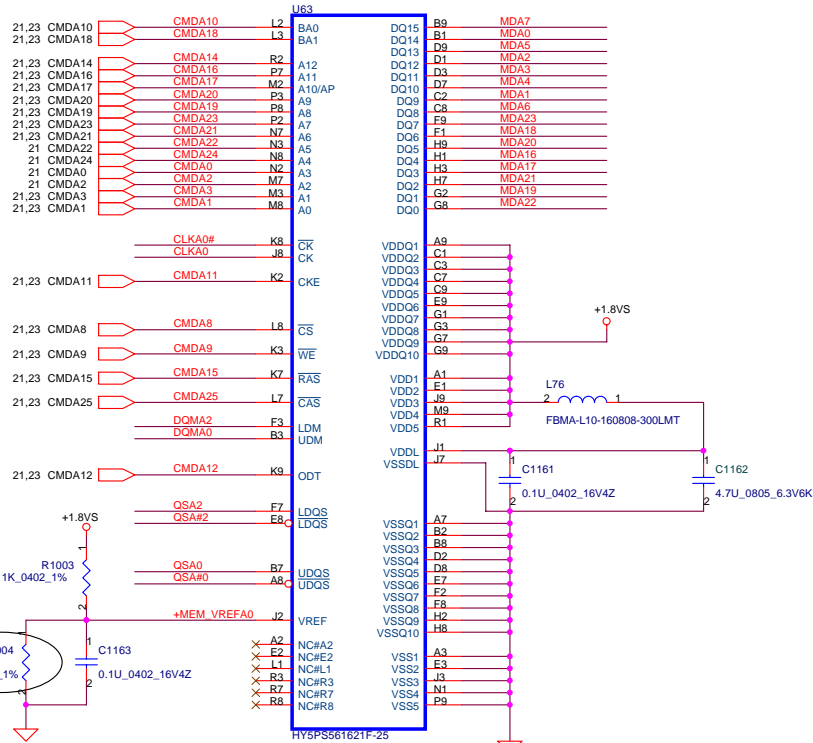 U63
21,23 CMDA10 CMDA10 L2 BA0 DQ15 B9 MDA7
21,23 CMDA18 CMDA18 L3 BA1 DQ14 B1 MDA0
DQ13 D9 MDA5
21,23 CMDA14 CMDA14 R2 A12 DQ12 D1 MDA2
21,23 CMDA16 CMDA16 P7 A11 DQ11 D3 MDA3
21,23 CMDA17 CMDA17 M2 A10/AP DQ10 D7 MDA4
21,23 CMDA20 CMDA20 P3 A9 DQ9 C2 MDA1
21,23 CMDA19 CMDA19 P8 A8 DQ8 C8 MDA6
21,23 CMDA23 CMDA23 P2 A7 DQ7 F9 MDA23
21,23 CMDA21 CMDA21 N7 A6 DQ6 F1 MDA18
21 CMDA22 CMDA22 N3 A5 DQ5 H9 MDA20
21 CMDA24 CMDA24 N8 A4 DQ4 H1 MDA16
21 CMDA0 CMDA0 N2 A3 DQ3 H3 MDA17
21 CMDA2 CMDA2 M7 A2 DQ2 H7 MDA21
21,23 CMDA3 CMDA3 M3 A1 DQ1 G2 MDA19
21,23 CMDA1 CMDA1 M8 A0 DQ0 G8 MDA22
CLKA0# K8 CK VDDQ1 A9
CLKA0 J8 CK VDDQ2 C1
VDDQ3 C3
21,23 CMDA11 CMDA11 K2 CKE VDDQ4 C7
VDDQ5 C9
VDDQ6 E9
VDDQ7 G1
+1.8VS
21,23 CMDA8 CMDA8 L8 CS VDDQ8 G3
VDDQ9 G7
21,23 CMDA9 CMDA9 K3 WE VDDQ10 G9
21,23 CMDA15 CMDA15 K7 RAS VDD1 A1
VDD2 E1
L76
21,23 CMDA25 CMDA25 L7 CAS VDD3 J9 2 1
VDD4 M9
DQMA2 F3 LDM VDD5 R1 FBMA-L10-160808-300LMT
DQMA0 B3 UDM
VDDL J1
VSSDL J7
21,23 CMDA12 CMDA12 K9 ODT
1 C1161 1 C1162
0.1U_0402_16V4Z 4.7U_0805_6.3V6K
2 2
QSA2 F7 LDQS
QSA#2 E8 LDQS VSSQ1 A7
+1.8VS
VSSQ2 B2
VSSQ3 B8
VSSQ4 D2
QSA0 B7 UDQS VSSQ5 D8
QSA#0 A8 UDQS VSSQ6 E7
1
R1003
1K_0402_1%
2
VSSQ7 F2
VSSQ8 F8
+MEM_VREFA0 J2 VREF VSSQ9 H2
VSSQ10 H8
A2 NC#A2
E2 NC#E2 VSS1 A3
L1 NC#L1 VSS2 E3
R3 NC#R3 VSS3 J3
R7 NC#R7 VSS4 N1
R8 NC#R8 VSS5 P9
004
_1%
2
1 C1163
0.1U_0402_16V4Z
2
HY5PS561621F-25